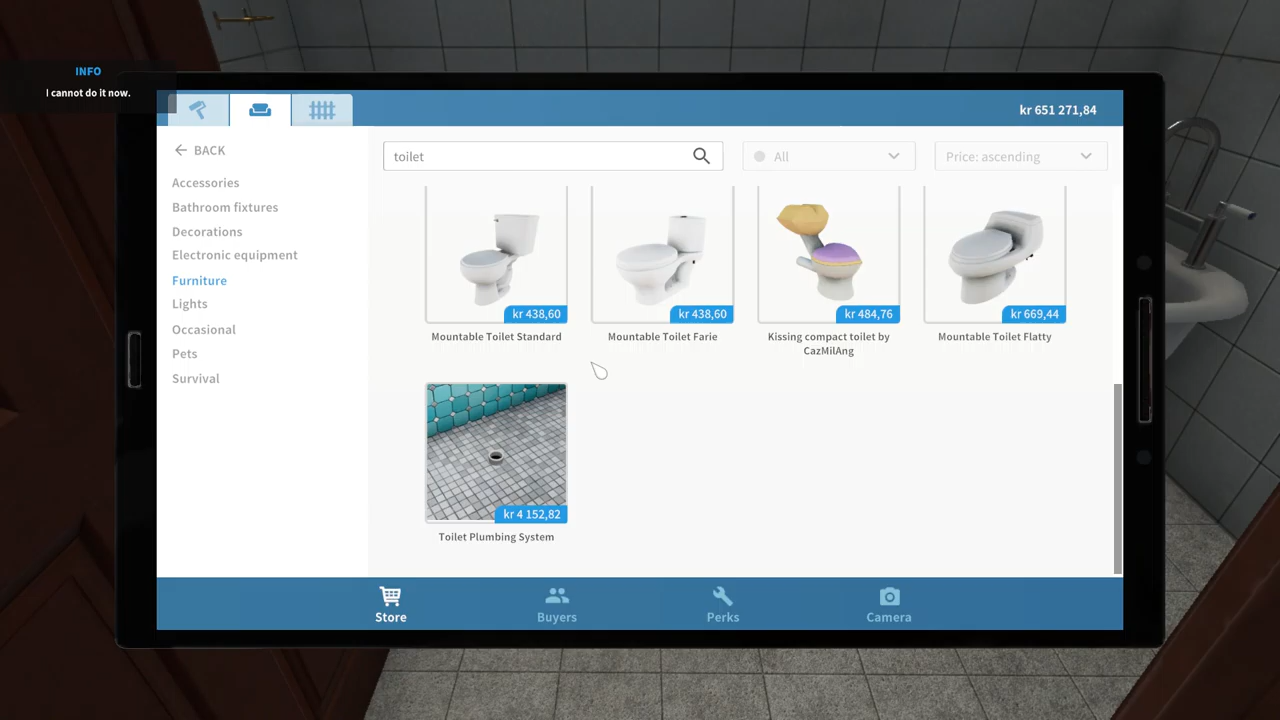 INFO
I cannot do it now.
kr 651 271,84
BACK
toilet
All
Price: ascending
Accessories
Bathroom fixtures
Decorations
Electronic equipment
Furniture
Lights
Occasional
Pets
Survival
kr 438,60
kr 438,60
kr 484,76
kr 669,44
Mountable Toilet Standard
Mountable Toilet Farie
Kissing compact toilet by
CazMilAng
Mountable Toilet Flatty
kr 4 152,82
Toilet Plumbing System
Store
Buyers
Perks
Camera